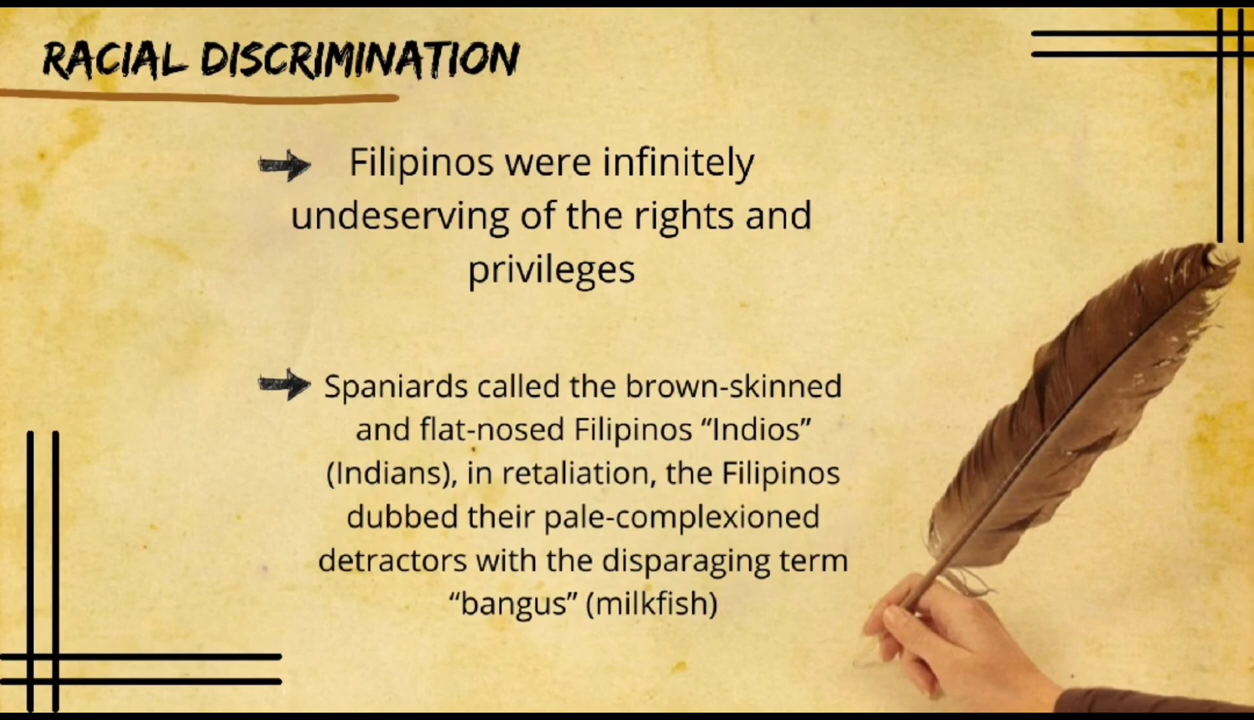 RACIAL DISCRIMINATION
Filipinos were infinitely
undeserving of the rights and
privileges
Spaniards called the brown-skinned
and flat-nosed Filipinos “Indios”
(Indians), in retaliation, the Filipinos
dubbed their pale-complexioned
detractors with the disparaging term
“bangus” (milkfish)